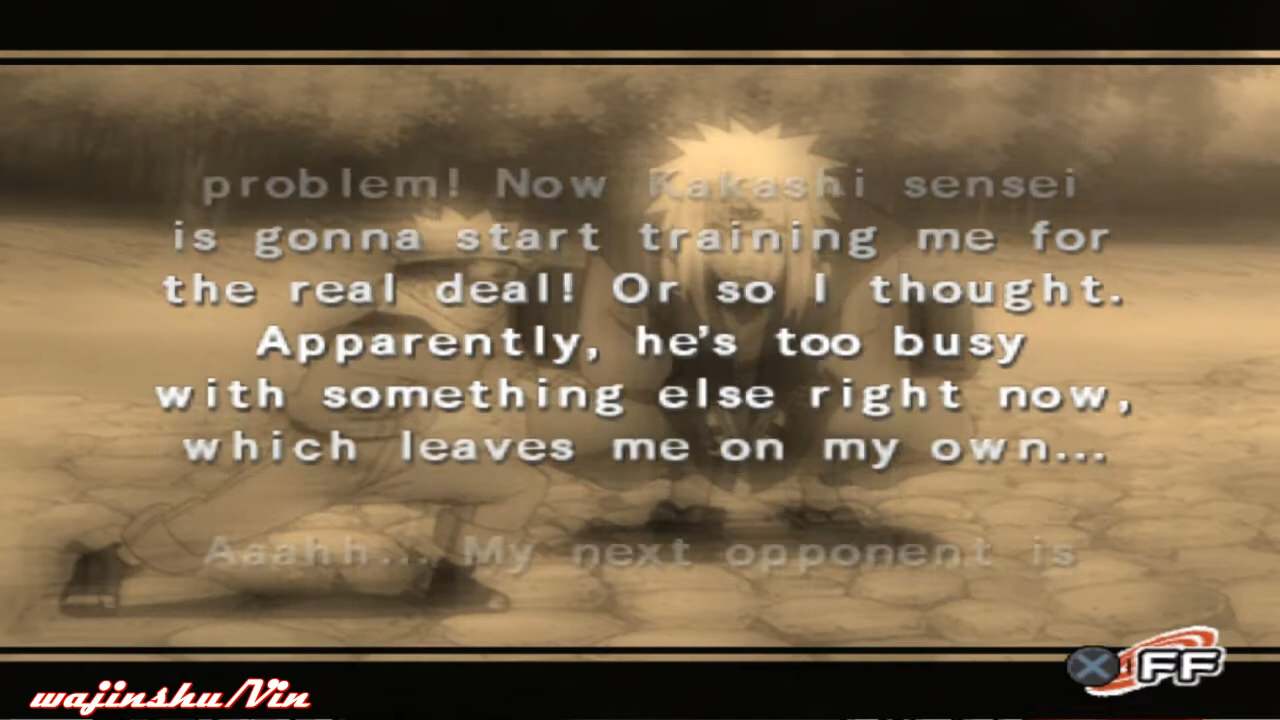 problem! Now Kakashi sensei
is gonna start training me for
the real deal! Or so I thought.
Apparently, he's too busy
with something else right now,
which leaves me on my own...
Aaahh... My next opponent is
FF
wajinshu/Vin